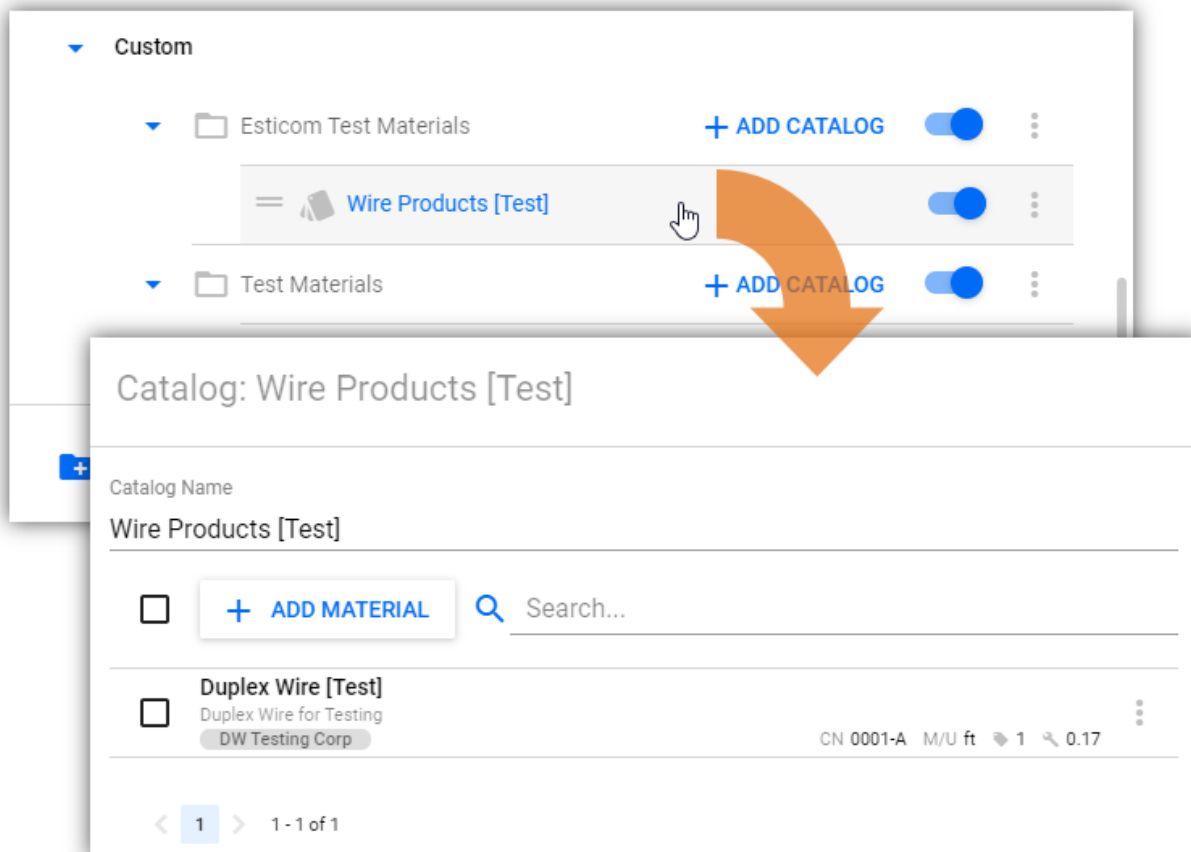 Custom
Esticom Test Materials + ADD CATALOG
Wire Products [Test]
Test Materials + ADD CATALOG
Catalog: Wire Products [Test]
Catalog Name
Wire Products [Test]
+ ADD MATERIAL Search...
Duplex Wire [Test]
Duplex Wire for Testing
DW Testing Corp CN 0001-A M/U ft 1 0.17
< 1 > 1 - 1 of 1